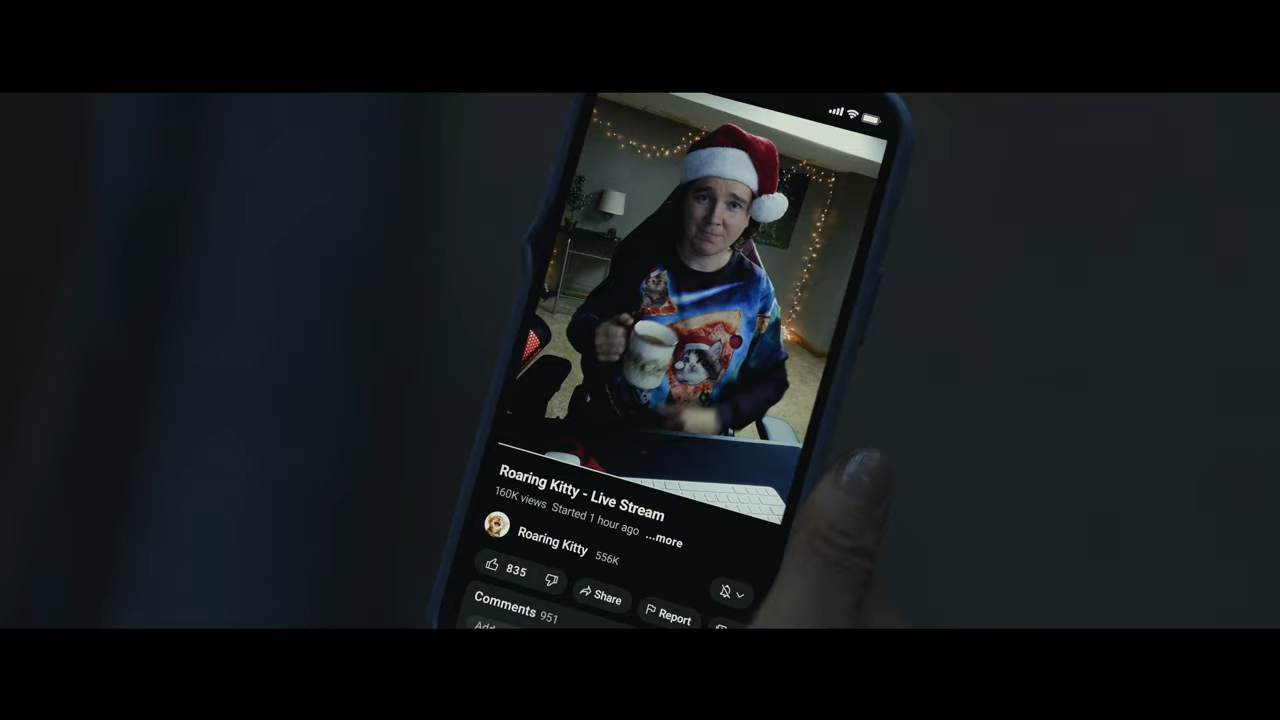 Roaring Kitty - Live Stream
160K views Started 1 hour ago ...more
Roaring Kitty 556K
835
Share
Report
Comments 951